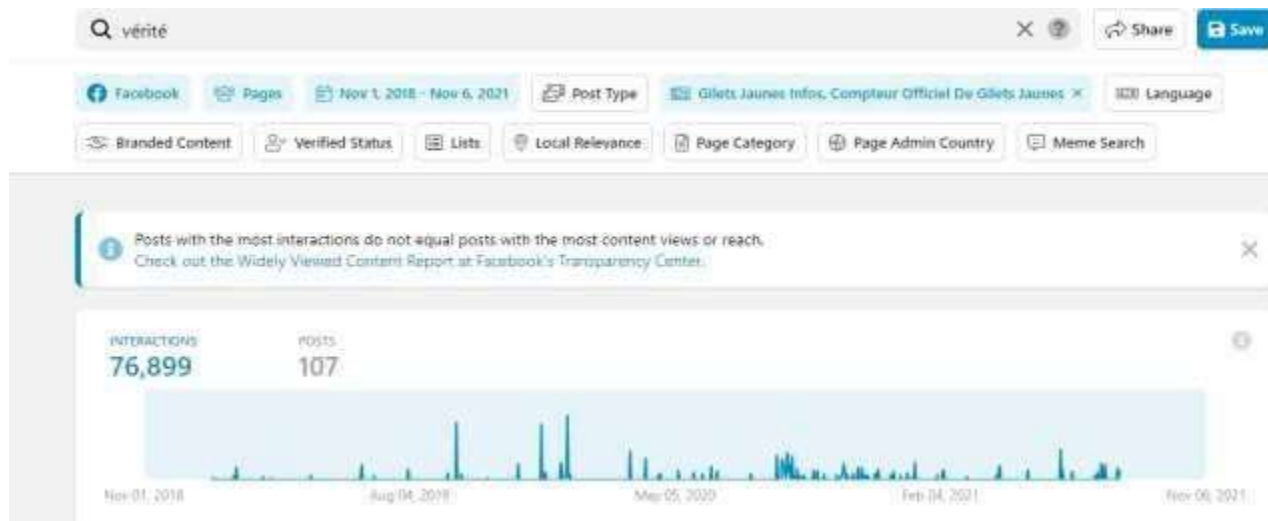 vérité
Share
Save
Facebook
Pages
Nov 1, 2018 - Nov 6, 2021
Post Type
Gilets Jaunes Infos, Compteur Officiel De Gilets Jaunes ×
Language
Branded Content
Verified Status
Lists
Local Relevance
Page Category
Page Admin Country
Meme Search
Posts with the most interactions do not equal posts with the most content views or reach.
Check out the Widely Viewed Content Report at Facebook's Transparency Center.
INTERACTIONS
POSTS
76,899
107
Nov 01, 2018
Aug 04, 2019
May 05, 2020
Feb 04, 2021
Nov 06, 2021